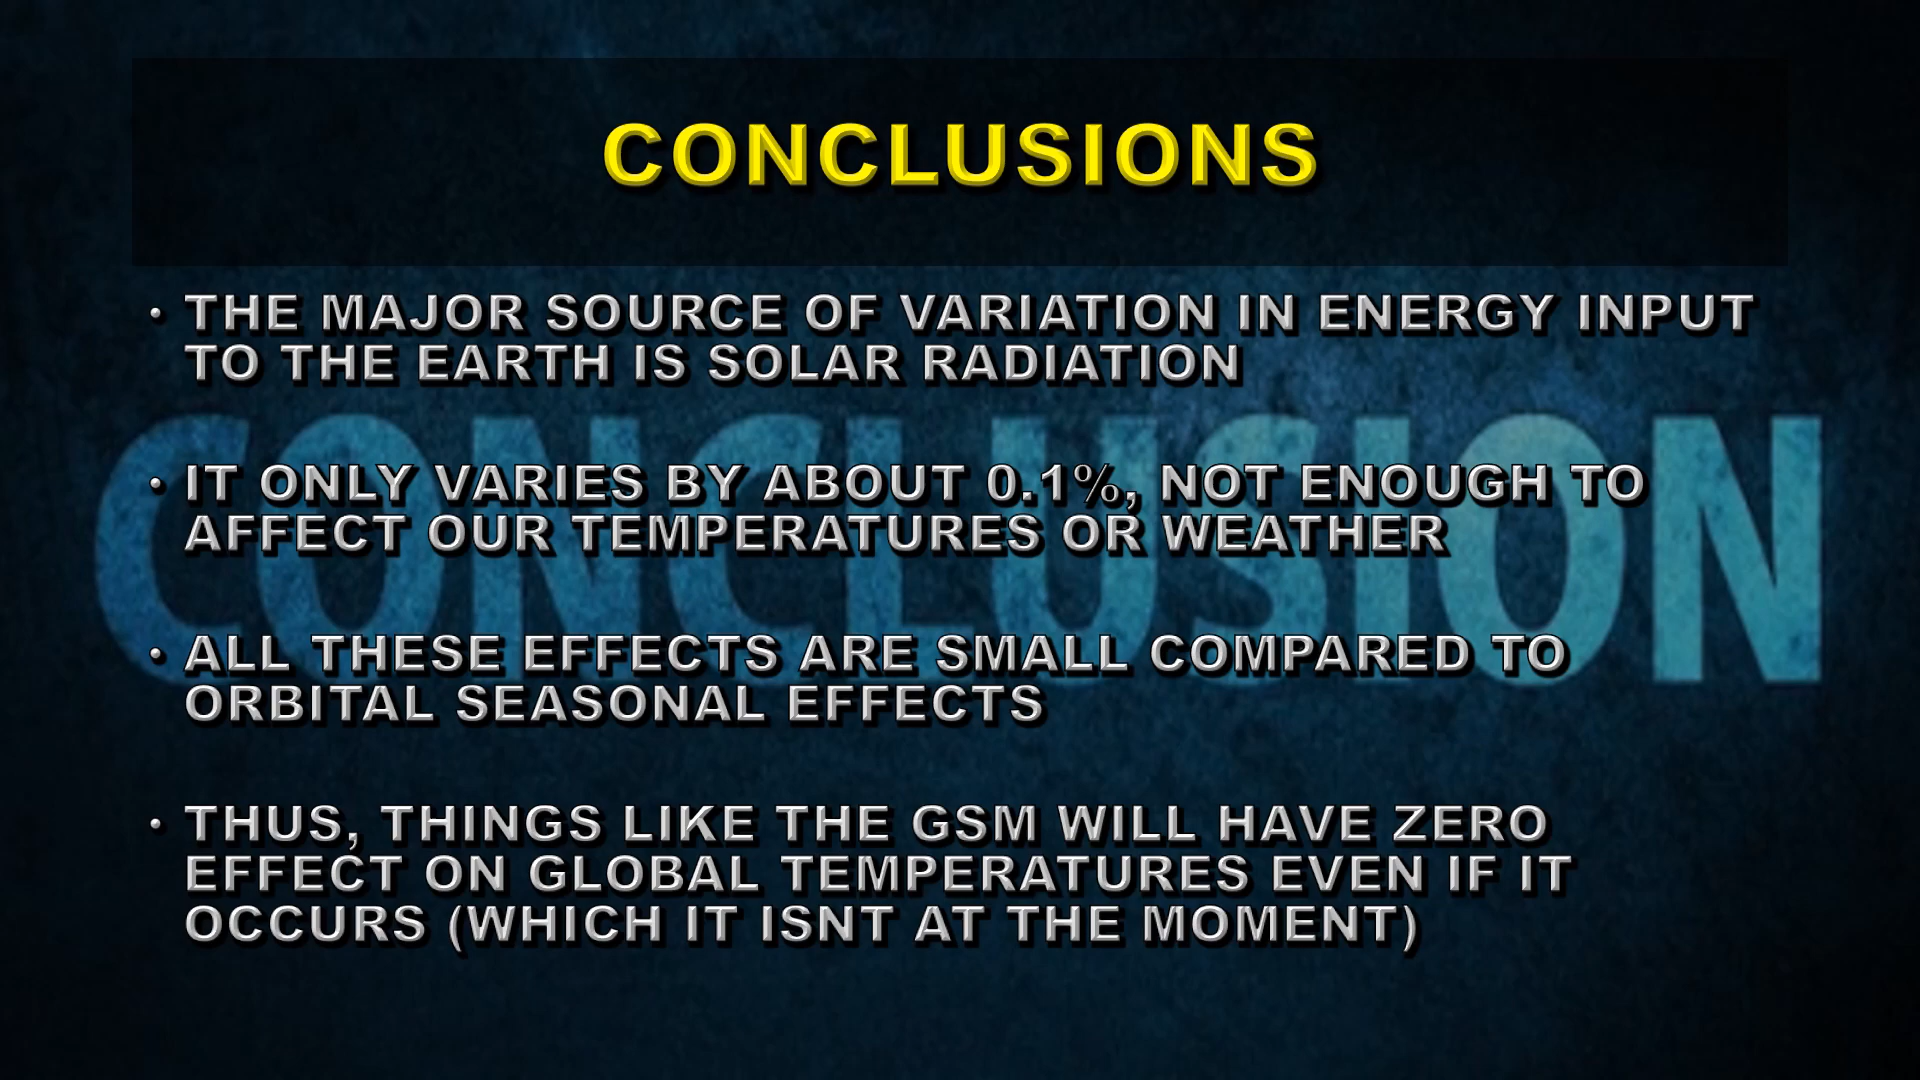 CONCLUSIONS
• THE MAJOR SOURCE OF VARIATION IN ENERGY INPUT
TO THE EARTH IS SOLAR RADIATION
CONCLUSION
• IT ONLY VARIES BY ABOUT 0.1%, NOT ENOUGH TO
AFFECT OUR TEMPERATURES OR WEATHER
• ALL THESE EFFECTS ARE SMALL COMPARED TO
ORBITAL SEASONAL EFFECTS
• THUS, THINGS LIKE THE GSM WILL HAVE ZERO
EFFECT ON GLOBAL TEMPERATURES EVEN IF IT
OCCURS (WHICH IT ISNT AT THE MOMENT)